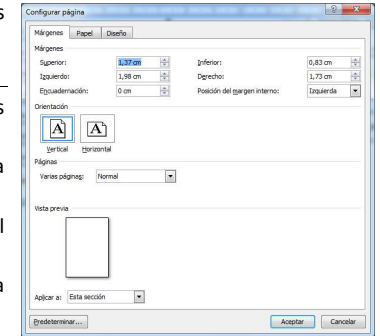 Configurar página
Márgenes Papel Diseño
Márgenes
Superior: 1,37 cm Inferior: 0,83 cm
Izquierdo: 1,98 cm Derecho: 1,73 cm
Encuadernación: 0 cm Posición del margen interno: Izquierda
Orientación
A A
Vertical Horizontal
Páginas
Varias páginas: Normal
Vista previa
Aplicar a: Esta sección
Predeterminar... Aceptar Cancelar